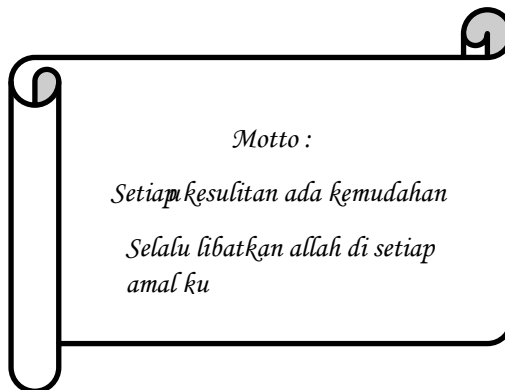 Motto :
Setiap kesulitan ada kemudahan
Selalu libatkan allah di setiap
amal ku